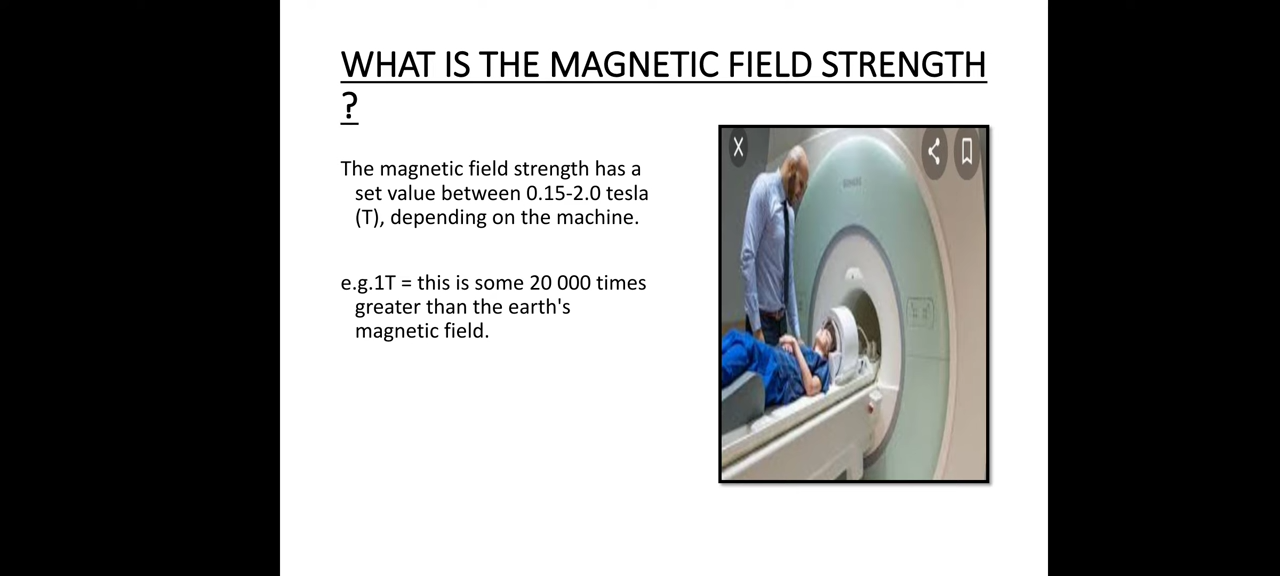 WHAT IS THE MAGNETIC FIELD STRENGTH
?
The magnetic field strength has a
set value between 0.15-2.0 tesla
(T), depending on the machine.
e.g.1T = this is some 20 000 times
greater than the earth's
magnetic field.